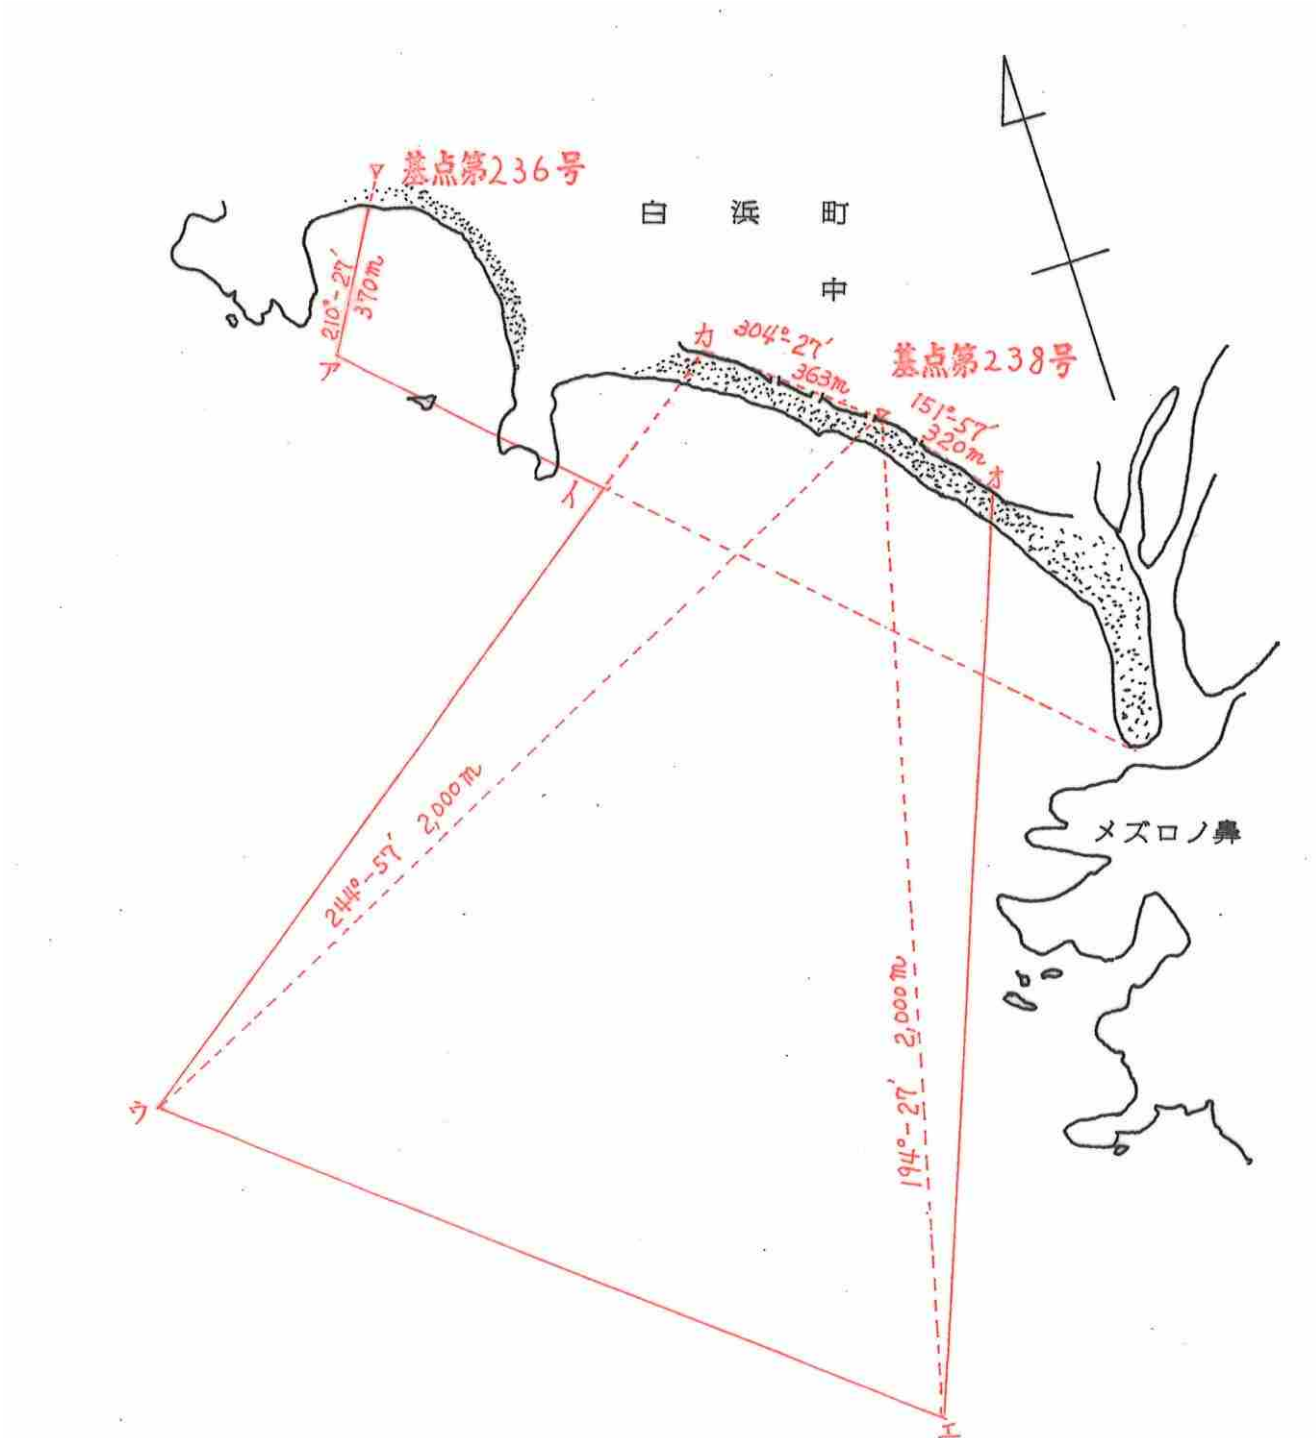 基点第236号
白浜町
中
210°-27′
370m
ア
カ
304°-27′
363m
基点第238号
151°-57′
320m
オ
イ
メズロノ鼻
244°-57′ 2,000m
194°-27′ 2,000m
ウ
エ